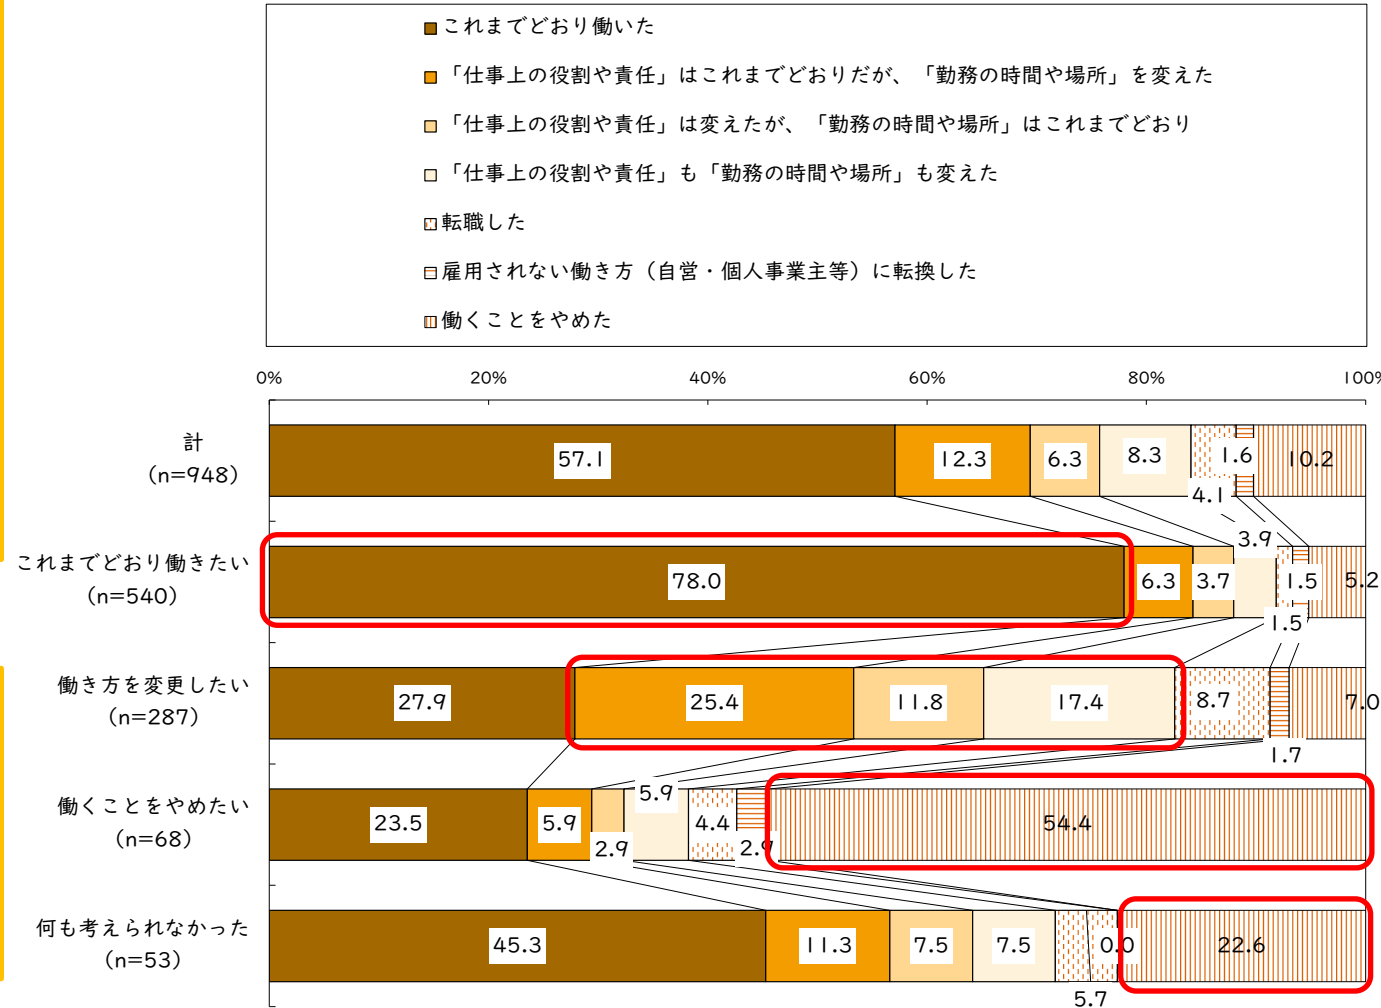 これまでどおり働いた
「仕事上の役割や責任」はこれまでどおりだが、「勤務の時間や場所」を変えた
「仕事上の役割や責任」は変えたが、「勤務の時間や場所」はこれまでどおり
「仕事上の役割や責任」も「勤務の時間や場所」も変えた
転職した
雇用されない働き方（自営・個人事業主等）に転換した
働くことをやめた
0% 20% 40% 60% 80% 100%
計
(n=948)
57.1 12.3 6.3 8.3 4.1 1.6 10.2
これまでどおり働きたい
(n=540)
78.0 6.3 3.7 3.9 1.5 1.5 5.2
働き方を変更したい
(n=287)
27.9 25.4 11.8 17.4 8.7 1.7 7.0
働くことをやめたい
(n=68)
23.5 5.9 2.9 5.9 4.4 2.9 54.4
何も考えられなかった
(n=53)
45.3 11.3 7.5 7.5 5.7 0.0 22.6